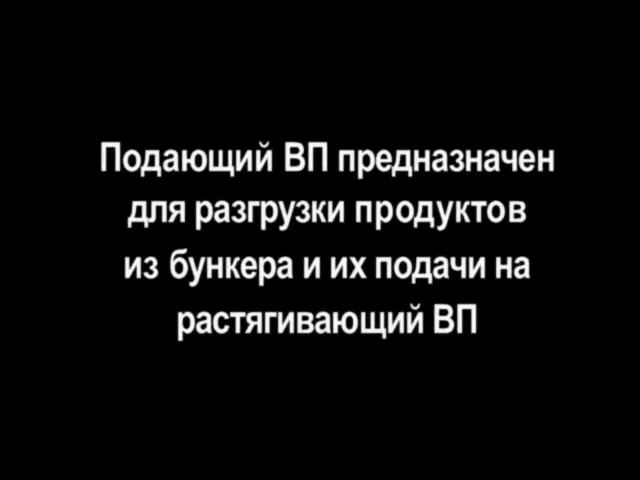 Подающий ВП предназначен
для разгрузки продуктов
из бункера и их подачи на
растягивающий ВП